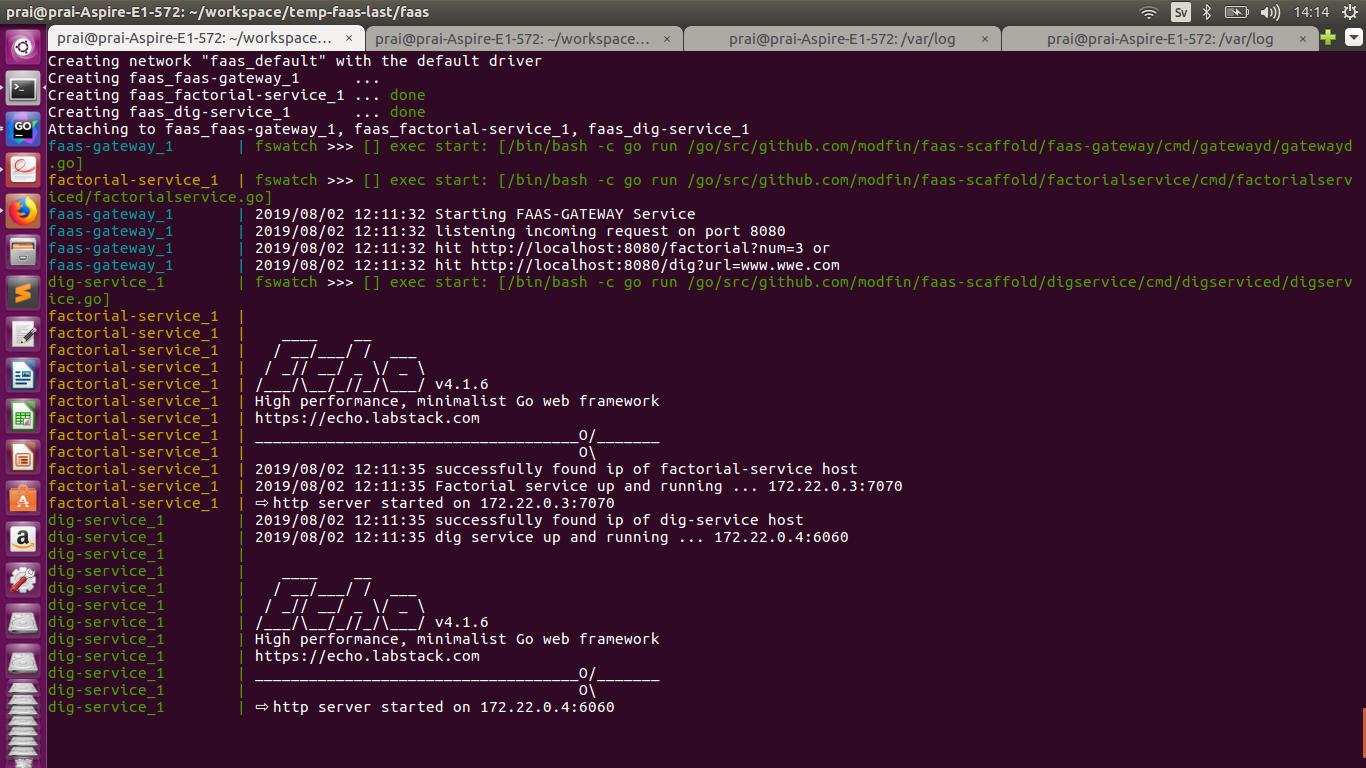 prai@prai-Aspire-E1-572: ~/workspace/temp-faas-last/faas
Sv
14:14
prai@prai-Aspire-E1-572: ~/workspace… ×
prai@prai-Aspire-E1-572: ~/workspace… ×
prai@prai-Aspire-E1-572: /var/log ×
prai@prai-Aspire-E1-572: /var/log ×
GO
Creating network "faas_default" with the default driver
Creating faas_faas-gateway_1      ...
Creating faas_factorial-service_1 ... done
Creating faas_dig-service_1       ... done
Attaching to faas_faas-gateway_1, faas_factorial-service_1, faas_dig-service_1
faas-gateway_1       | fswatch >>> [] exec start: [/bin/bash -c go run /go/src/github.com/modfin/faas-scaffold/faas-gateway/cmd/gatewayd/gatewayd
.go]
factorial-service_1  | fswatch >>> [] exec start: [/bin/bash -c go run /go/src/github.com/modfin/faas-scaffold/factorialservice/cmd/factorialserv
iced/factorialservice.go]
faas-gateway_1       | 2019/08/02 12:11:32 Starting FAAS-GATEWAY Service
faas-gateway_1       | 2019/08/02 12:11:32 listening incoming request on port 8080
faas-gateway_1       | 2019/08/02 12:11:32 hit http://localhost:8080/factorial?num=3 or
faas-gateway_1       | 2019/08/02 12:11:32 hit http://localhost:8080/dig?url=www.wwe.com
dig-service_1        | fswatch >>> [] exec start: [/bin/bash -c go run /go/src/github.com/modfin/faas-scaffold/digservice/cmd/digserviced/digserv
ice.go]
factorial-service_1  |
factorial-service_1  |    ____    __
factorial-service_1  |   / __/___/ /  ___
factorial-service_1  |  / _// __/ _ \/ _ \
factorial-service_1  | /___/\__/_//_/\___/ v4.1.6
factorial-service_1  | High performance, minimalist Go web framework
factorial-service_1  | https://echo.labstack.com
factorial-service_1  | ____________________________________O/_______
factorial-service_1  |                                     O\
factorial-service_1  | 2019/08/02 12:11:35 successfully found ip of factorial-service host
factorial-service_1  | 2019/08/02 12:11:35 Factorial service up and running ... 172.22.0.3:7070
factorial-service_1  | ⇨ http server started on 172.22.0.3:7070
dig-service_1        | 2019/08/02 12:11:35 successfully found ip of dig-service host
dig-service_1        | 2019/08/02 12:11:35 dig service up and running ... 172.22.0.4:6060
dig-service_1        |
dig-service_1        |    ____    __
dig-service_1        |   / __/___/ /  ___
dig-service_1        |  / _// __/ _ \/ _ \
dig-service_1        | /___/\__/_//_/\___/ v4.1.6
dig-service_1        | High performance, minimalist Go web framework
dig-service_1        | https://echo.labstack.com
dig-service_1        | ____________________________________O/_______
dig-service_1        |                                     O\
dig-service_1        | ⇨ http server started on 172.22.0.4:6060